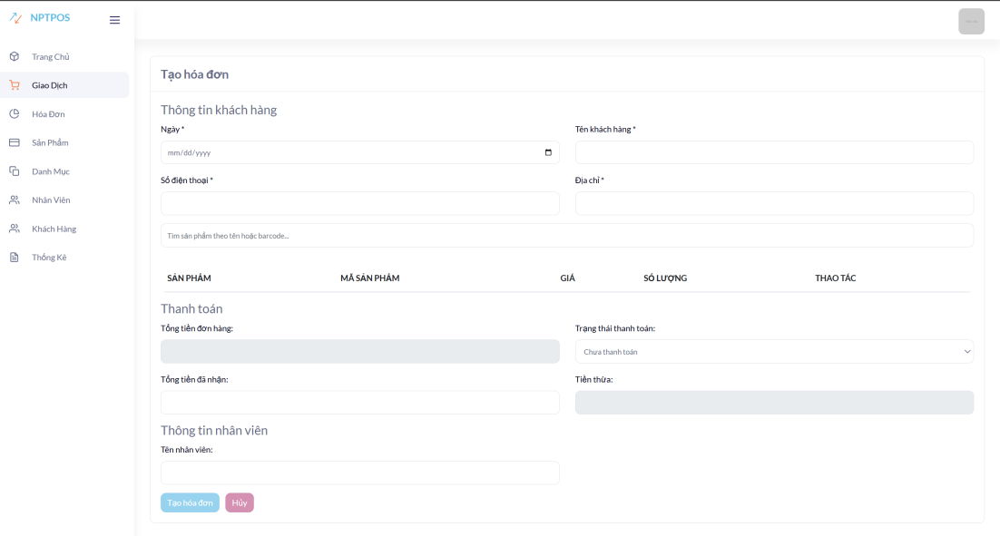 NPTPOS
Trang Chủ
Giao Dịch
Hóa Đơn
Sản Phẩm
Danh Mục
Nhân Viên
Khách Hàng
Thống Kê
Tạo hóa đơn
Thông tin khách hàng
Ngày * Tên khách hàng *
mm/dd/yyyy
Số điện thoại * Địa chỉ *
Tìm sản phẩm theo tên hoặc barcode...
SẢN PHẨM MÃ SẢN PHẨM GIÁ SỐ LƯỢNG THAO TÁC
Thanh toán
Tổng tiền đơn hàng: Trạng thái thanh toán:
Chưa thanh toán
Tổng tiền đã nhận: Tiền thừa:
Thông tin nhân viên
Tên nhân viên:
Tạo hóa đơn Hủy